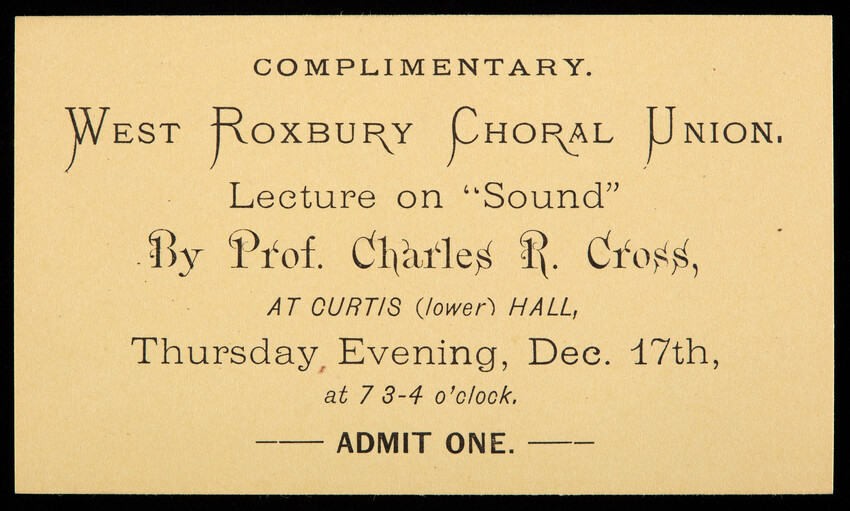 COMPLIMENTARY.
WEST ROXBURY CHORAL UNION.
Lecture on "Sound"
By Prof. Charles R. Cross,
AT CURTIS (lower) HALL,
Thursday Evening, Dec. 17th,
at 7 3-4 o'clock.
ADMIT ONE.